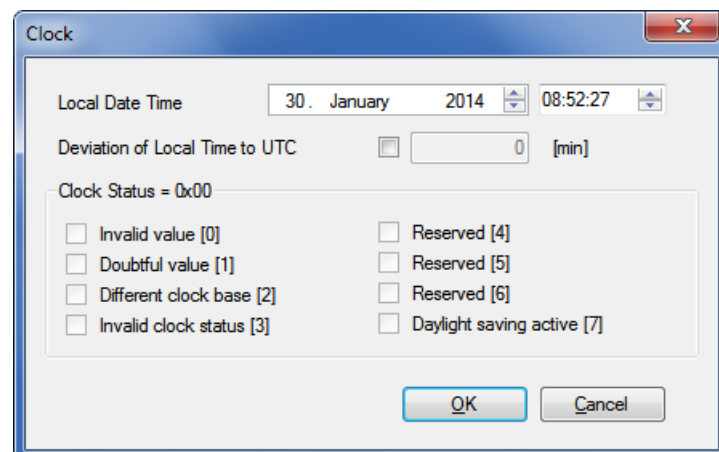 Clock
Local Date Time 30. January 2014 08:52:27
Deviation of Local Time to UTC 0 [min]
Clock Status = 0x00
Invalid value [0] Reserved [4]
Doubtful value [1] Reserved [5]
Different clock base [2] Reserved [6]
Invalid clock status [3] Daylight saving active [7]
OK Cancel